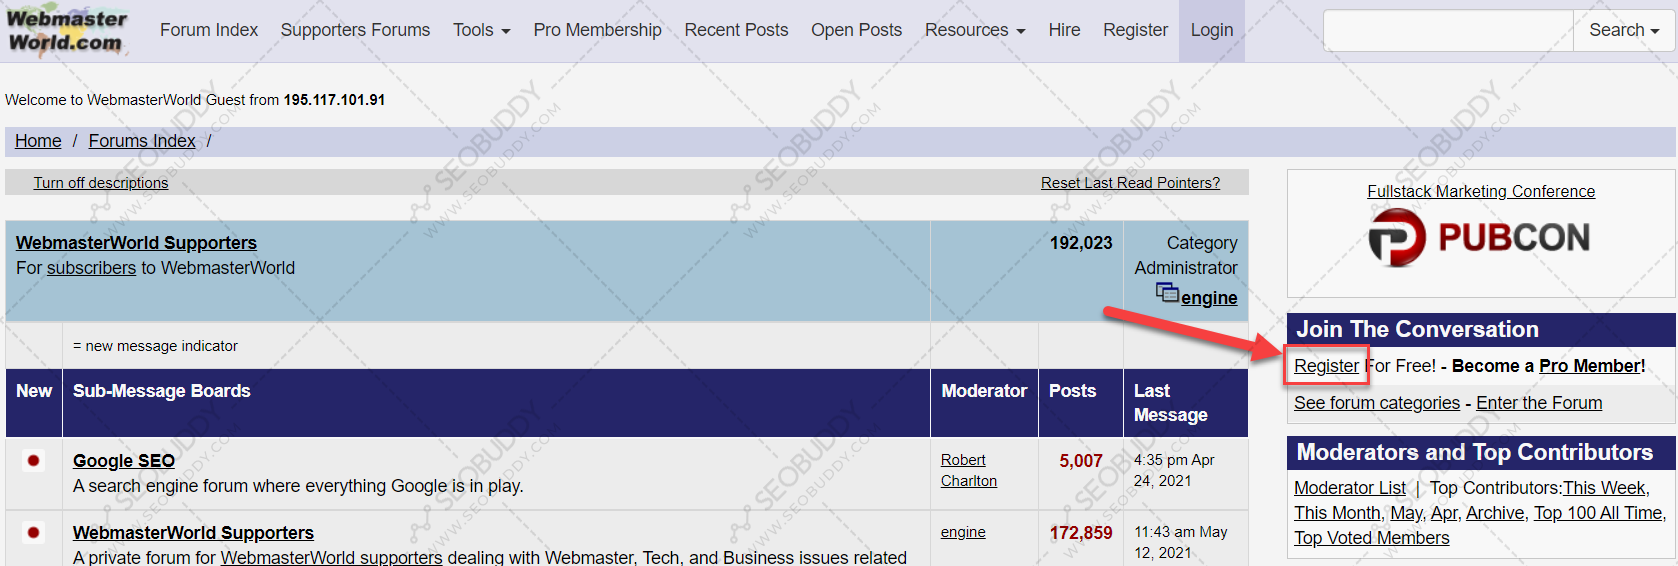 Webmaster
World.com
Forum Index Supporters Forums Tools Pro Membership Recent Posts Open Posts Resources Hire Register Login Search
Welcome to WebmasterWorld Guest from 195.117.101.91
Home / Forums Index /
Turn off descriptions Reset Last Read Pointers?
WebmasterWorld Supporters 192,023 Category
For subscribers to WebmasterWorld Administrator
engine
= new message indicator
New Sub-Message Boards Moderator Posts Last
Message
Google SEO Robert 5,007 4:35 pm Apr
A search engine forum where everything Google is in play. Charlton 24, 2021
WebmasterWorld Supporters engine 172,859 11:43 am May
A private forum for WebmasterWorld supporters dealing with Webmaster, Tech, and Business issues related 12, 2021
Fullstack Marketing Conference
PUBCON
Join The Conversation
Register For Free! - Become a Pro Member!
See forum categories - Enter the Forum
Moderators and Top Contributors
Moderator List | Top Contributors:This Week,
This Month, May, Apr, Archive, Top 100 All Time,
Top Voted Members
SEOBUDDY
WWW.SEOBUDDY.COM